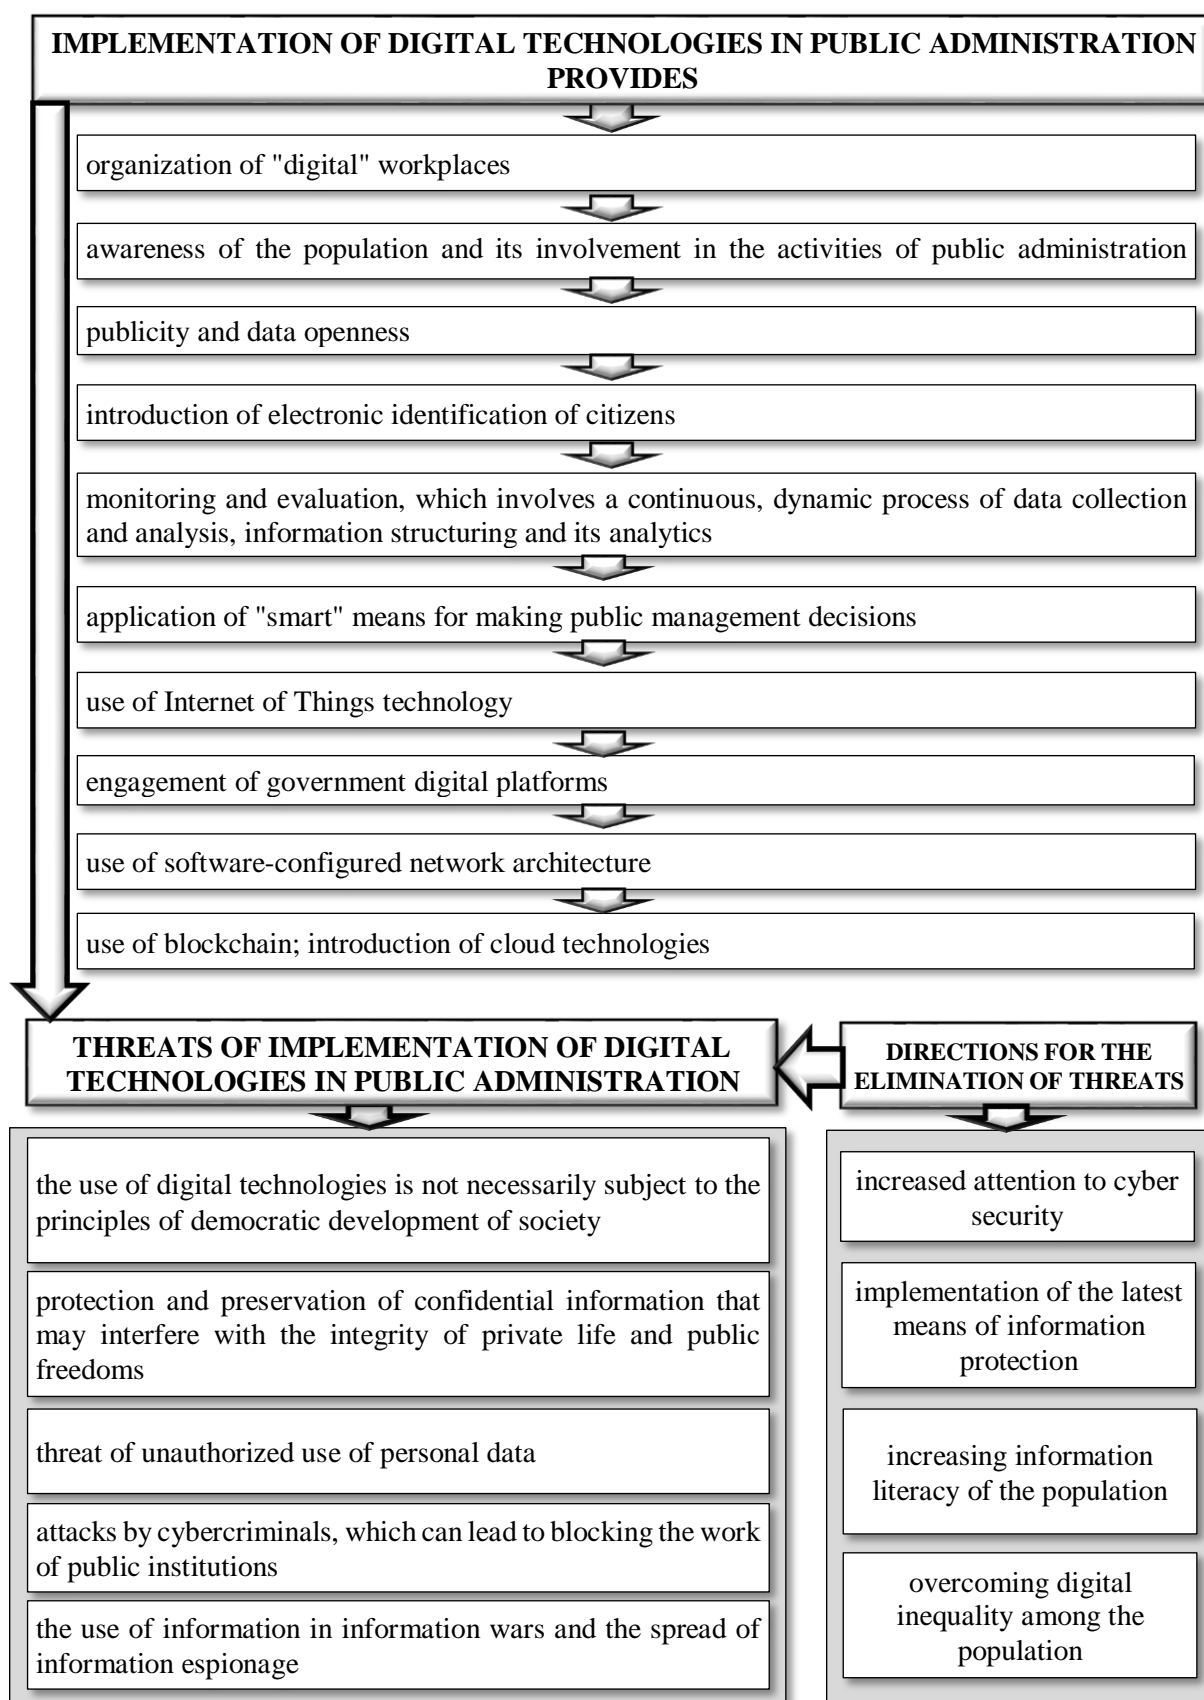 IMPLEMENTATION OF DIGITAL TECHNOLOGIES IN PUBLIC ADMINISTRATION
PROVIDES
organization of "digital" workplaces
awareness of the population and its involvement in the activities of public administration
publicity and data openness
introduction of electronic identification of citizens
monitoring and evaluation, which involves a continuous, dynamic process of data collection
and analysis, information structuring and its analytics
application of "smart" means for making public management decisions
use of Internet of Things technology
engagement of government digital platforms
use of software-configured network architecture
use of blockchain; introduction of cloud technologies
THREATS OF IMPLEMENTATION OF DIGITAL
TECHNOLOGIES IN PUBLIC ADMINISTRATION
the use of digital technologies is not necessarily subject to the
principles of democratic development of society
protection and preservation of confidential information that
may interfere with the integrity of private life and public
freedoms
threat of unauthorized use of personal data
attacks by cybercriminals, which can lead to blocking the work
of public institutions
the use of information in information wars and the spread of
information espionage
DIRECTIONS FOR THE
ELIMINATION OF THREATS
increased attention to cyber
security
implementation of the latest
means of information
protection
increasing information
literacy of the population
overcoming digital
inequality among the
population